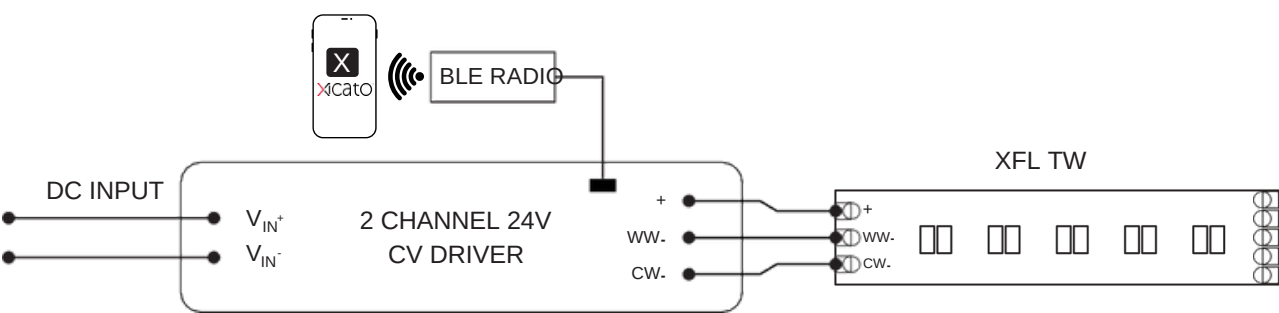 X
xicato
BLE RADIO
XFL TW
DC INPUT
VIN+
VIN-
2 CHANNEL 24V
CV DRIVER
+
WW-
CW-
+
WW-
CW-